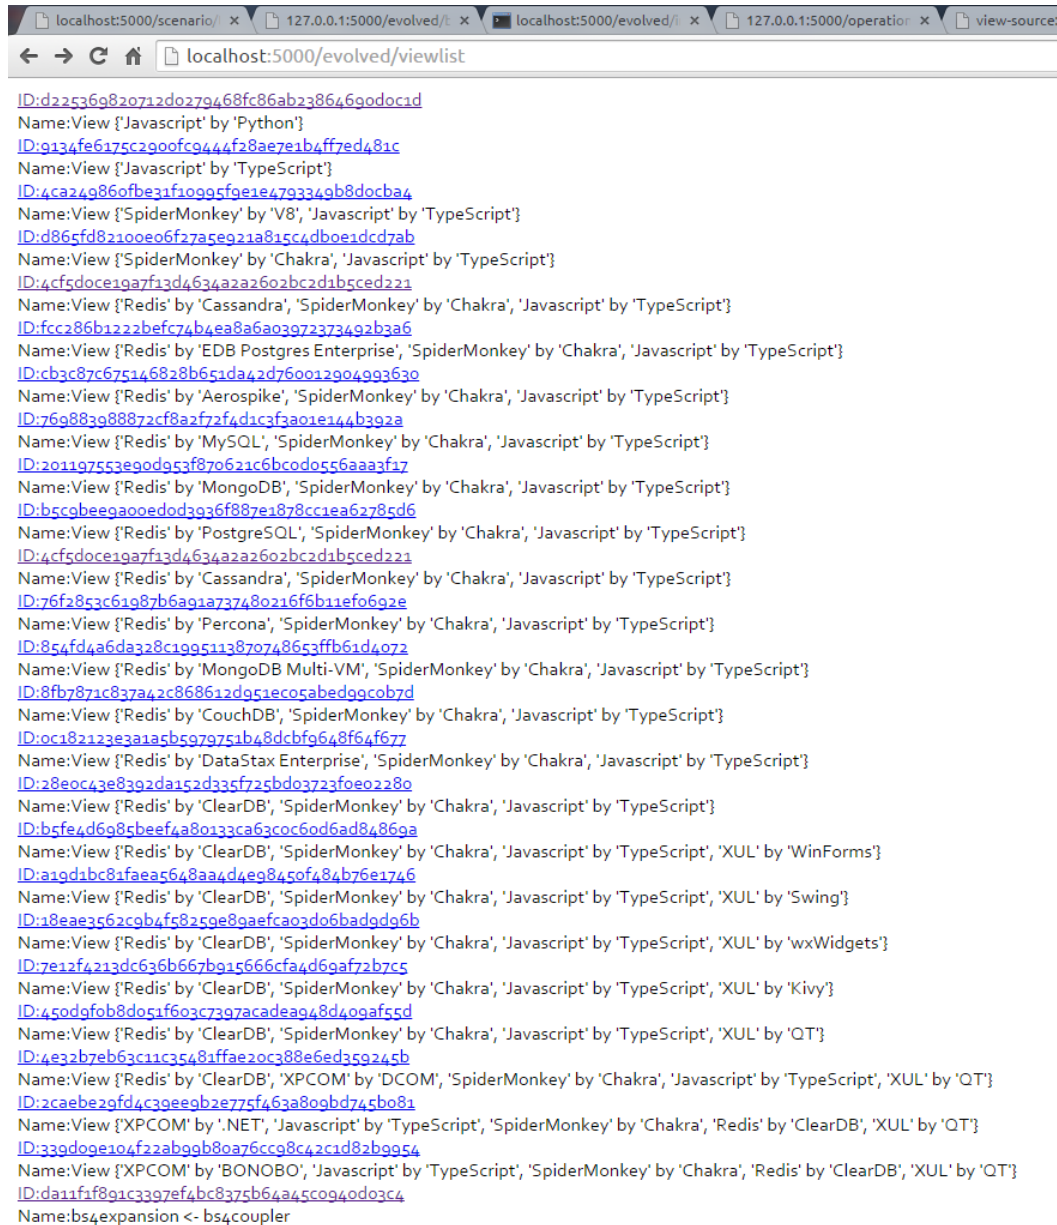 localhost:5000/scenario/
127.0.0.1:5000/evolved/
localhost:5000/evolved/
127.0.0.1:5000/operation
view-source:
localhost:5000/evolved/viewlist
ID:d225369820712d0279468fc86ab23864690d0c1d
Name:View {'Javascript' by 'Python'}
ID:9134fe6175c2900fc9444f28ae7e1b4ff7ed481c
Name:View {'Javascript' by 'TypeScript'}
ID:4ca249860fbe31f10995f9e1e4793349b8d0cba4
Name:View {'SpiderMonkey' by 'V8', 'Javascript' by 'TypeScript'}
ID:d865fd82100e06f27a5e921a815c4db0e1dcd7ab
Name:View {'SpiderMonkey' by 'Chakra', 'Javascript' by 'TypeScript'}
ID:4cf5d0ce19a7f13d4634a2a2602bc2d1b5ced221
Name:View {'Redis' by 'Cassandra', 'SpiderMonkey' by 'Chakra', 'Javascript' by 'TypeScript'}
ID:fcc286b1222befc74b4ea8a6a03972373492b3a6
Name:View {'Redis' by 'EDB Postgres Enterprise', 'SpiderMonkey' by 'Chakra', 'Javascript' by 'TypeScript'}
ID:cb3c87c675146828b651da42d760012904993630
Name:View {'Redis' by 'Aerospike', 'SpiderMonkey' by 'Chakra', 'Javascript' by 'TypeScript'}
ID:769883988872cf8a2f72f4d1c3f3a01e144b392a
Name:View {'Redis' by 'MySQL', 'SpiderMonkey' by 'Chakra', 'Javascript' by 'TypeScript'}
ID:201197553e90d953f870621c6bc0d0556aaa3f17
Name:View {'Redis' by 'MongoDB', 'SpiderMonkey' by 'Chakra', 'Javascript' by 'TypeScript'}
ID:b5c9bee9a00ed0d3936f887e1878cc1ea62785d6
Name:View {'Redis' by 'PostgreSQL', 'SpiderMonkey' by 'Chakra', 'Javascript' by 'TypeScript'}
ID:4cf5d0ce19a7f13d4634a2a2602bc2d1b5ced221
Name:View {'Redis' by 'Cassandra', 'SpiderMonkey' by 'Chakra', 'Javascript' by 'TypeScript'}
ID:76f2853c61987b6a91a737480216f6b11ef0692e
Name:View {'Redis' by 'Percona', 'SpiderMonkey' by 'Chakra', 'Javascript' by 'TypeScript'}
ID:854fd4a6da328c1995113870748653ffb61d4072
Name:View {'Redis' by 'MongoDB Multi-VM', 'SpiderMonkey' by 'Chakra', 'Javascript' by 'TypeScript'}
ID:8fb7871c837a42c868612d951ec05abed99c0b7d
Name:View {'Redis' by 'CouchDB', 'SpiderMonkey' by 'Chakra', 'Javascript' by 'TypeScript'}
ID:0c182123e3a1a5b5979751b48dcbf9648f64f677
Name:View {'Redis' by 'DataStax Enterprise', 'SpiderMonkey' by 'Chakra', 'Javascript' by 'TypeScript'}
ID:28e0c43e8392da152d335f725bd03723f0e02280
Name:View {'Redis' by 'ClearDB', 'SpiderMonkey' by 'Chakra', 'Javascript' by 'TypeScript'}
ID:b5fe4d6985beef4a80133ca63c0c60d6ad84869a
Name:View {'Redis' by 'ClearDB', 'SpiderMonkey' by 'Chakra', 'Javascript' by 'TypeScript', 'XUL' by 'WinForms'}
ID:a19d1bc81faea5648aa4d4e98450f484b76e1746
Name:View {'Redis' by 'ClearDB', 'SpiderMonkey' by 'Chakra', 'Javascript' by 'TypeScript', 'XUL' by 'Swing'}
ID:18eae3562c9b4f58259e89aefca03d06bad9d96b
Name:View {'Redis' by 'ClearDB', 'SpiderMonkey' by 'Chakra', 'Javascript' by 'TypeScript', 'XUL' by 'wxWidgets'}
ID:7e12f4213dc636b667b915666cfa4d69af72b7c5
Name:View {'Redis' by 'ClearDB', 'SpiderMonkey' by 'Chakra', 'Javascript' by 'TypeScript', 'XUL' by 'Kivy'}
ID:450d9f0b8d051f603c7397acadea948d409af55d
Name:View {'Redis' by 'ClearDB', 'SpiderMonkey' by 'Chakra', 'Javascript' by 'TypeScript', 'XUL' by 'QT'}
ID:4e32b7eb63c11c35481ffae20c388e6ed359245b
Name:View {'Redis' by 'ClearDB', 'XPCOM' by 'DCOM', 'SpiderMonkey' by 'Chakra', 'Javascript' by 'TypeScript', 'XUL' by 'QT'}
ID:2caebe29fd4c39ee9b2e775f463a809bd745b081
Name:View {'XPCOM' by '.NET', 'Javascript' by 'TypeScript', 'SpiderMonkey' by 'Chakra', 'Redis' by 'ClearDB', 'XUL' by 'QT'}
ID:339d09e104f22ab99b80a76cc98c42c1d82b9954
Name:View {'XPCOM' by 'BONOBO', 'Javascript' by 'TypeScript', 'SpiderMonkey' by 'Chakra', 'Redis' by 'ClearDB', 'XUL' by 'QT'}
ID:da11f1f891c3397ef4bc8375b64a45c0940d03c4
Name:bs4expansion <- bs4coupler